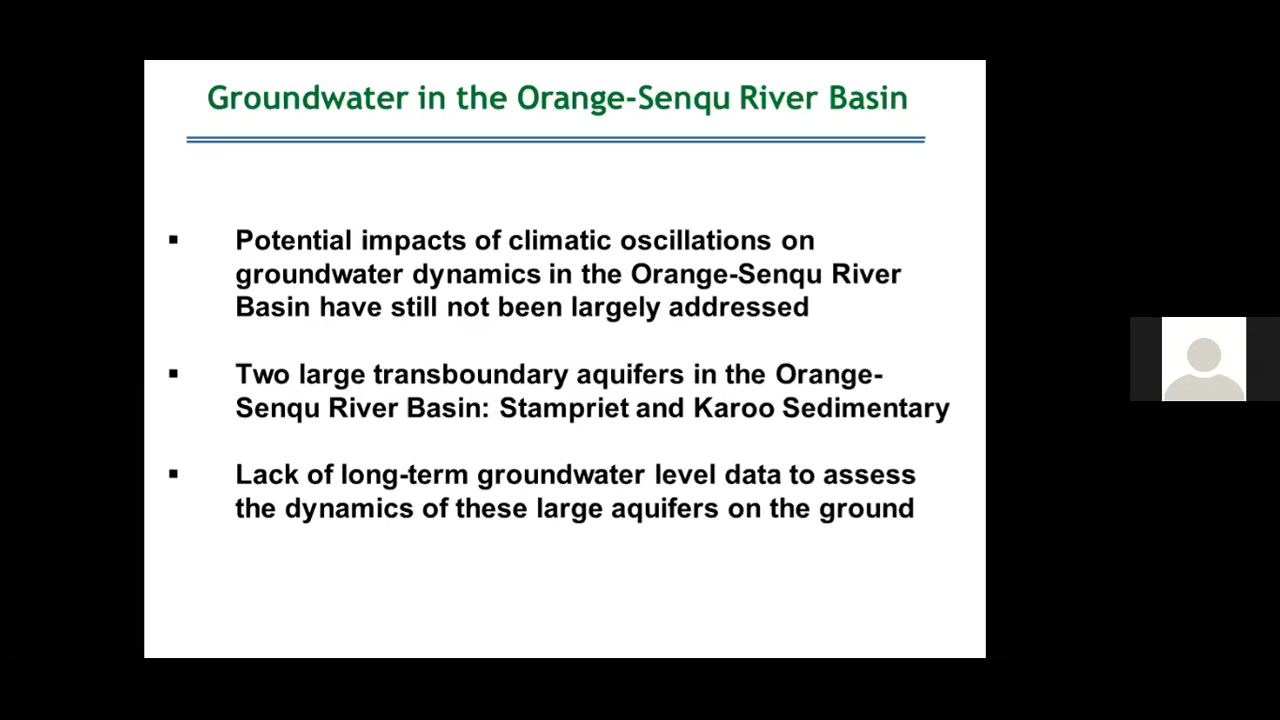 Groundwater in the Orange-Senqu River Basin
▪ Potential impacts of climatic oscillations on
groundwater dynamics in the Orange-Senqu River
Basin have still not been largely addressed
▪ Two large transboundary aquifers in the Orange-
Senqu River Basin: Stampriet and Karoo Sedimentary
▪ Lack of long-term groundwater level data to assess
the dynamics of these large aquifers on the ground